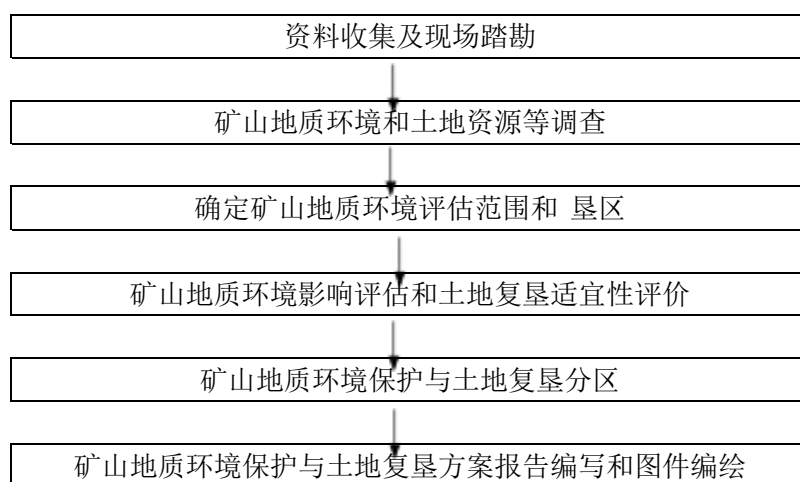 资料收集及现场踏勘
矿山地质环境和土地资源等调查
确定矿山地质环境评估范围和 垦区
矿山地质环境影响评估和土地复垦适宜性评价
矿山地质环境保护与土地复垦分区
矿山地质环境保护与土地复垦方案报告编写和图件编绘